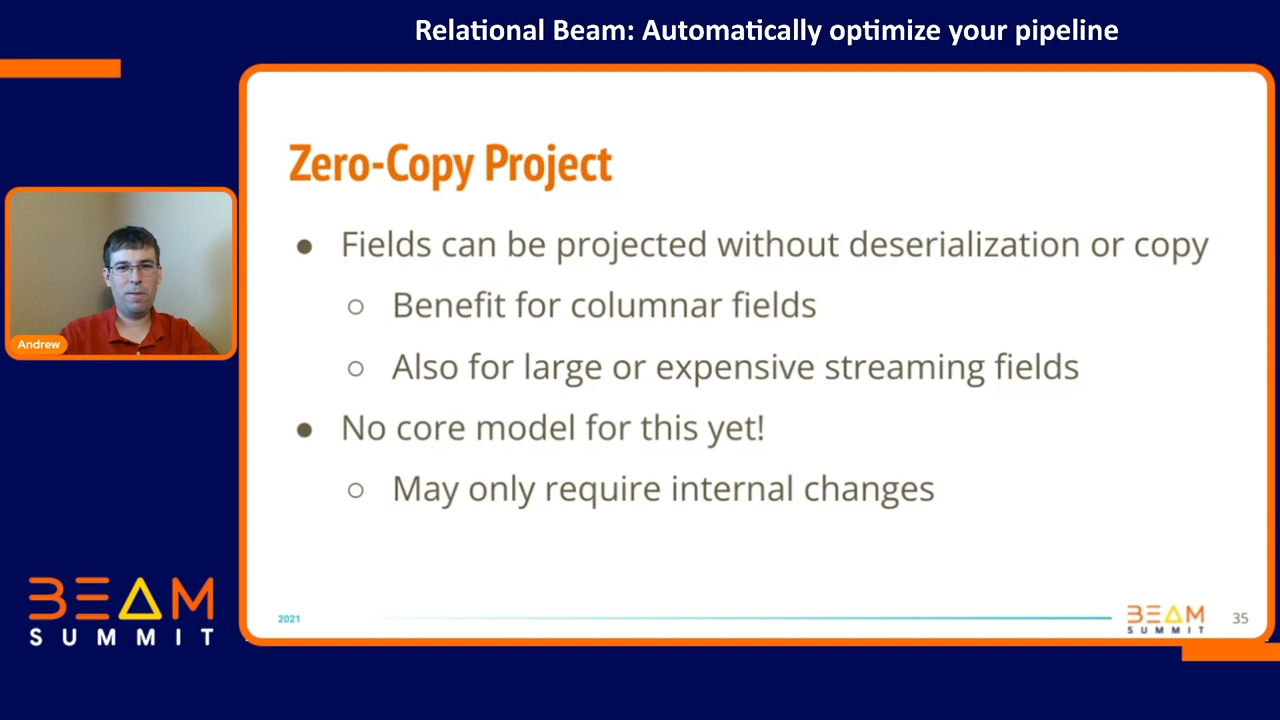 Relational Beam: Automatically optimize your pipeline
Zero-Copy Project
● Fields can be projected without deserialization or copy
○ Benefit for columnar fields
○ Also for large or expensive streaming fields
● No core model for this yet!
○ May only require internal changes
Andrew
BEAM
SUMMIT
2021
BEAM
SUMMIT
35